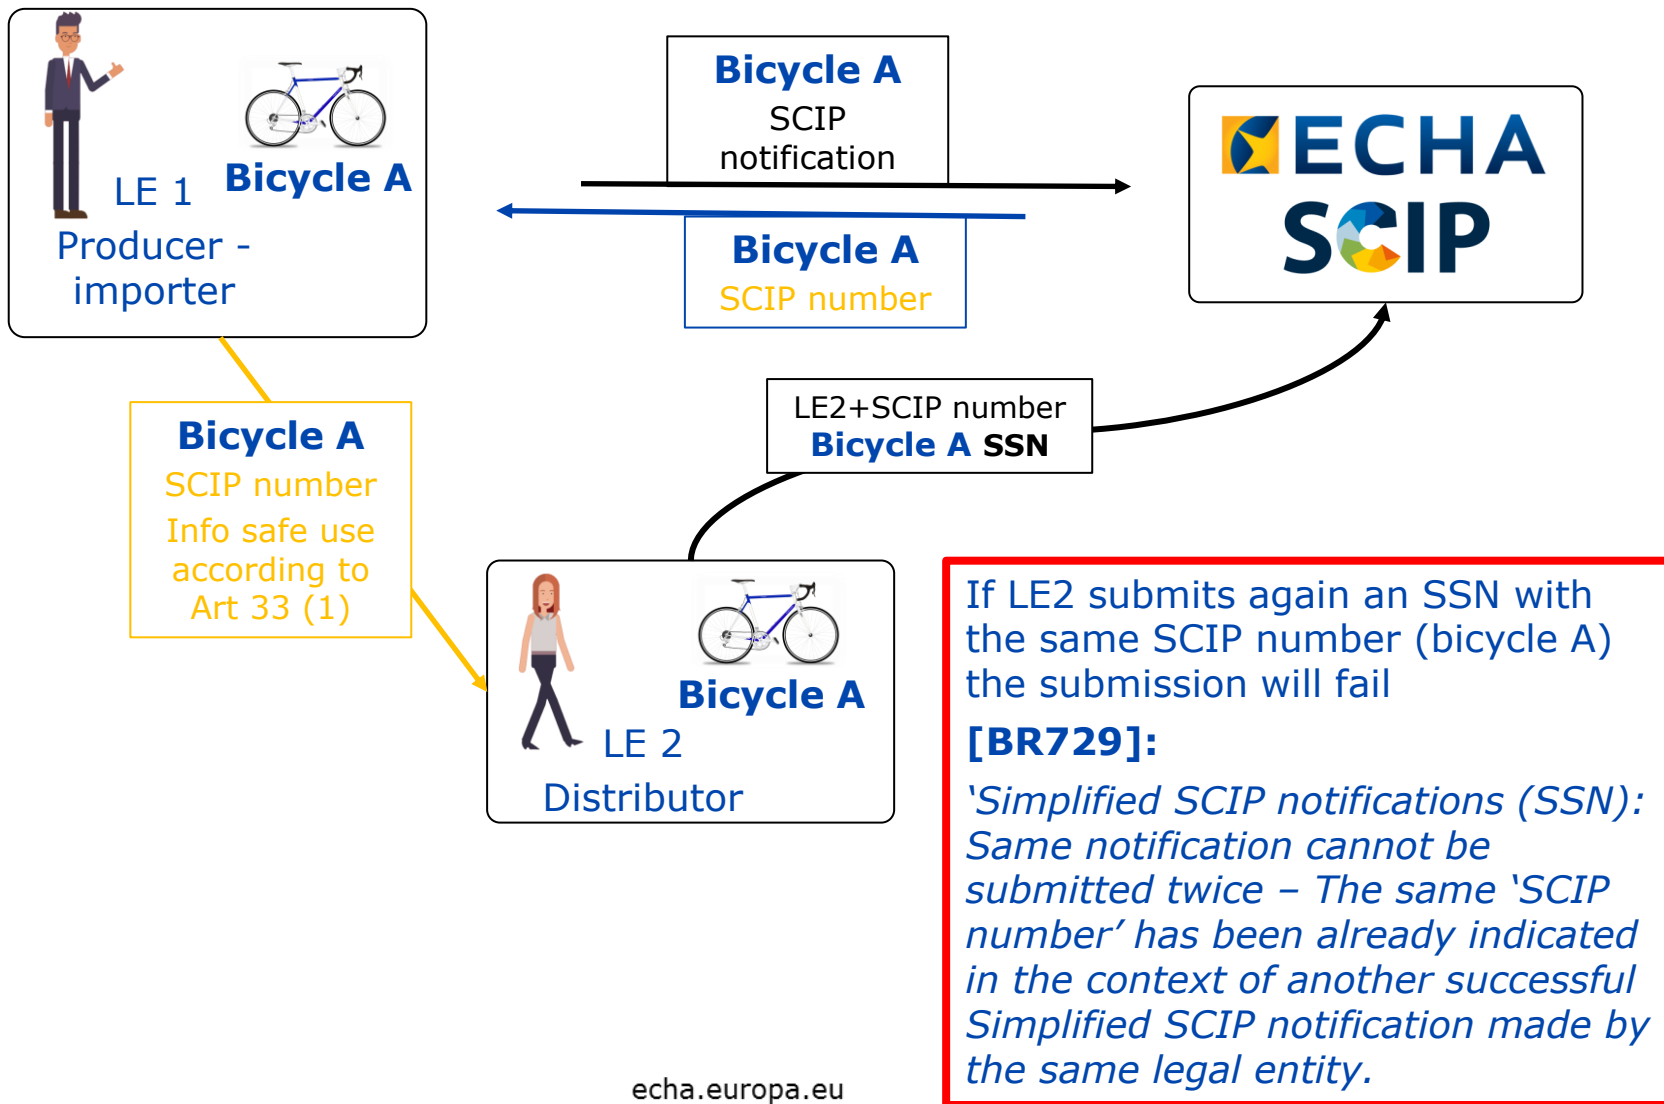 LE 1
Bicycle A
Producer -
importer
Bicycle A
SCIP
notification
Bicycle A
SCIP number
ECHA
SCIP
Bicycle A
SCIP number
Info safe use
according to
Art 33 (1)
LE2+SCIP number
Bicycle A SSN
Bicycle A
LE 2
Distributor
If LE2 submits again an SSN with
the same SCIP number (bicycle A)
the submission will fail
[BR729]:
‘Simplified SCIP notifications (SSN):
Same notification cannot be
submitted twice – The same ‘SCIP
number’ has been already indicated
in the context of another successful
Simplified SCIP notification made by
the same legal entity.
echa.europa.eu